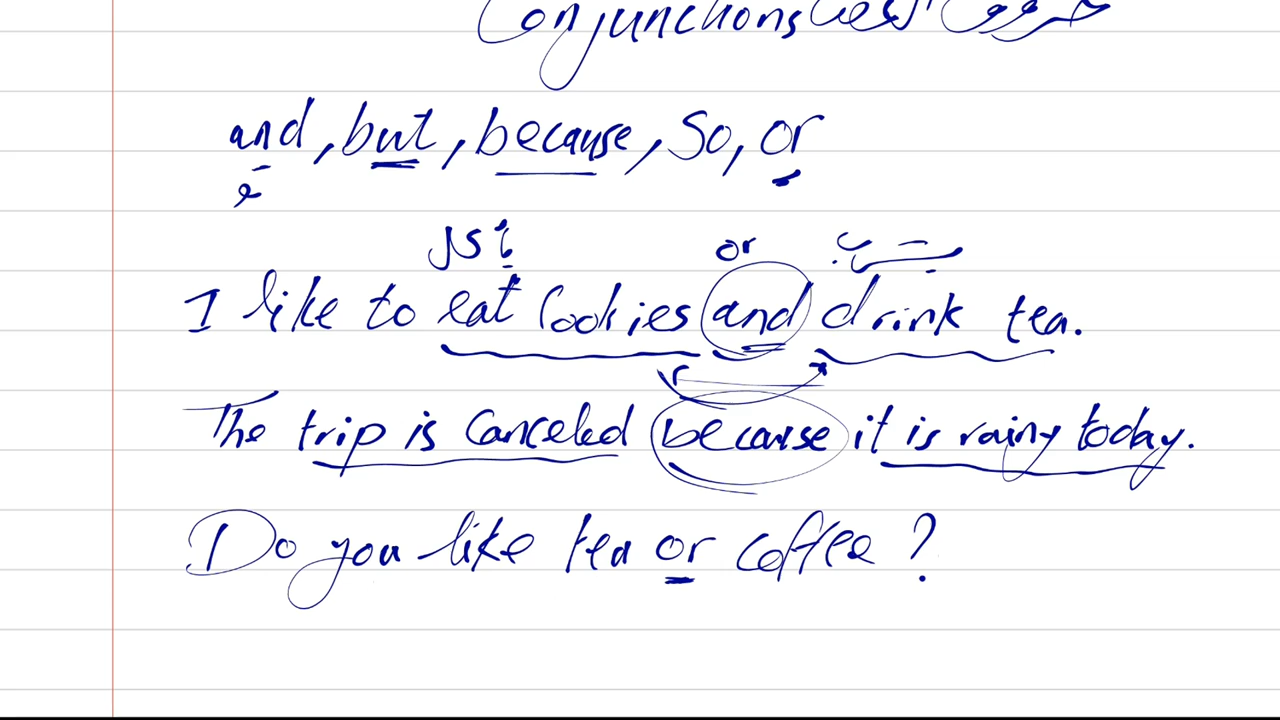 Conjunctions حروف العطف
and, but, because, So, or
و
يأكل or يشرب
I like to eat Cookies and drink tea.
The trip is Canceled because it is rainy today.
Do you like tea or coffee?